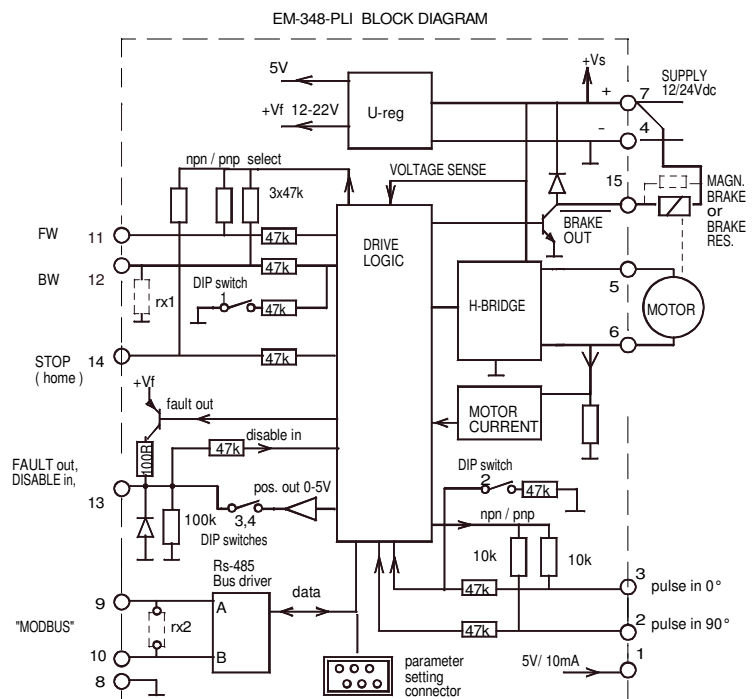 EM-348-PLI BLOCK DIAGRAM
5V
+Vf 12-22V
U-reg
+Vs
+
-
7
4
SUPPLY
12/24Vdc
npn / pnp select
3x47k
VOLTAGE SENSE
15
MAGN.
BRAKE
or
BRAKE
RES.
BRAKE
OUT
FW
11
47k
BW
12
47k
rx1
DIP switch
1
47k
DRIVE
LOGIC
H-BRIDGE
5
6
MOTOR
STOP
( home )
14
47k
+Vf
fault out
100R
MOTOR
CURRENT
47k
disable in
FAULT out,
DISABLE in,
13
100k
pos. out 0-5V
3,4
DIP switches
DIP switch
2
47k
npn / pnp
10k
10k
Rs-485
Bus driver
data
47k
3
pulse in 0°
47k
2
pulse in 90°
"MODBUS"
9
A
rx2
10
B
8
parameter
setting
connector
5V/ 10mA
1